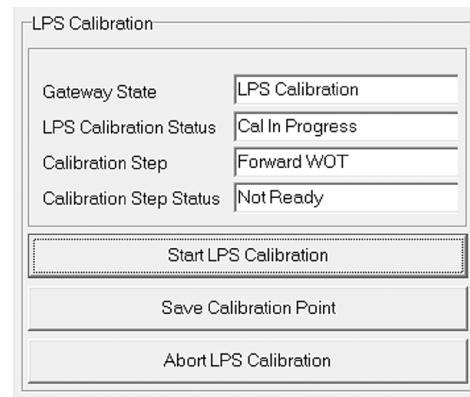 LPS Calibration
Gateway State LPS Calibration
LPS Calibration Status Cal In Progress
Calibration Step Forward WOT
Calibration Step Status Not Ready
Start LPS Calibration
Save Calibration Point
Abort LPS Calibration